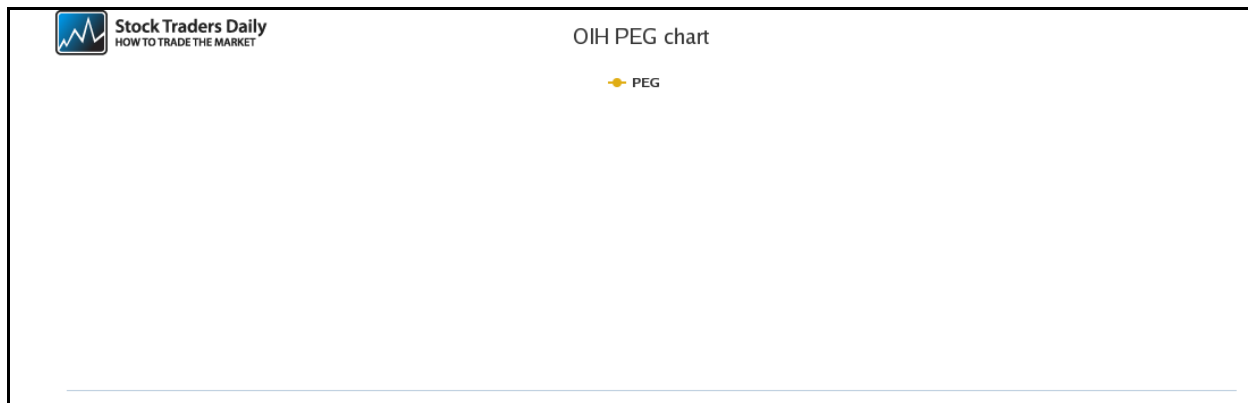 Stock Traders Daily
HOW TO TRADE THE MARKET
OIH PEG chart
PEG